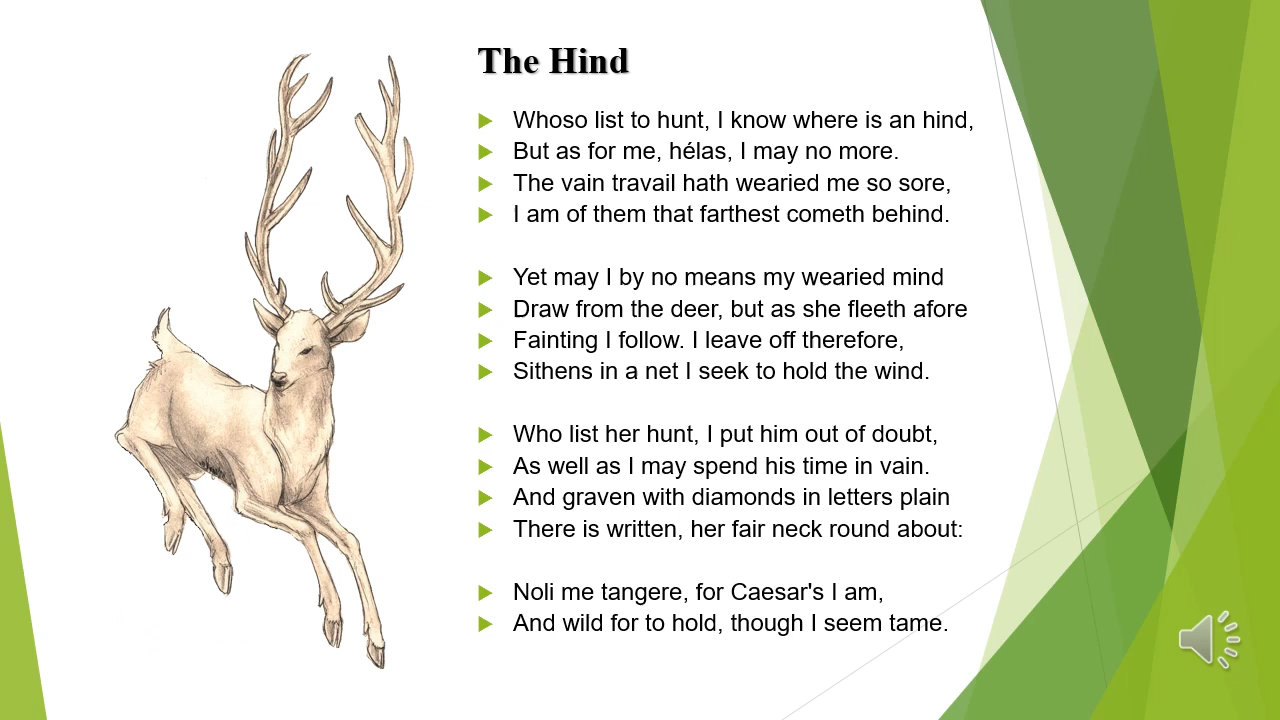 The Hind
Whoso list to hunt, I know where is an hind,
But as for me, hélas, I may no more.
The vain travail hath wearied me so sore,
I am of them that farthest cometh behind.
Yet may I by no means my wearied mind
Draw from the deer, but as she fleeth afore
Fainting I follow. I leave off therefore,
Sithens in a net I seek to hold the wind.
Who list her hunt, I put him out of doubt,
As well as I may spend his time in vain.
And graven with diamonds in letters plain
There is written, her fair neck round about:
Noli me tangere, for Caesar's I am,
And wild for to hold, though I seem tame.